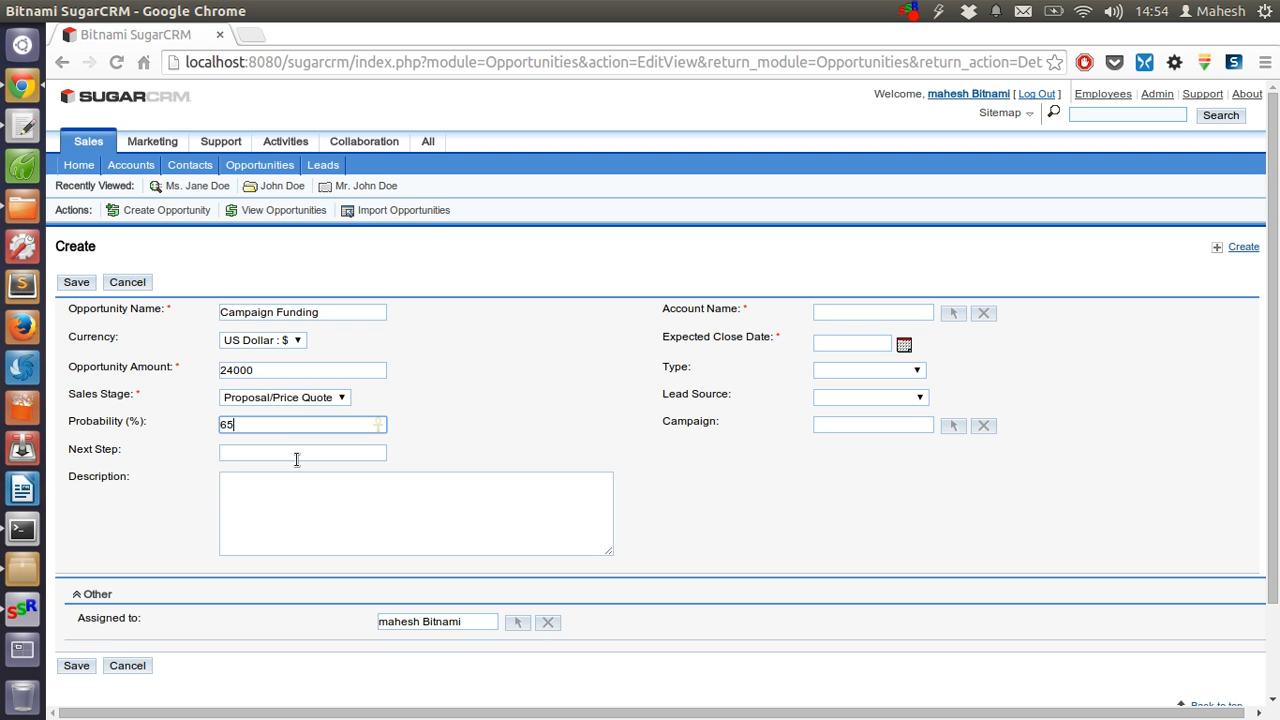 Bitnami SugarCRM - Google Chrome 14:54 Mahesh
Bitnami SugarCRM
localhost:8080/sugarcrm/index.php?module=Opportunities&action=EditView&return_module=Opportunities&return_action=Det
SUGARCRM Welcome, mahesh Bitnami [ Log Out ] Employees Admin Support About
Sitemap Search
Sales Marketing Support Activities Collaboration All
Home Accounts Contacts Opportunities Leads
Recently Viewed: Ms. Jane Doe John Doe Mr. John Doe
Actions: Create Opportunity View Opportunities Import Opportunities
Create Create
Save Cancel
Opportunity Name: * Campaign Funding Account Name: *
Currency: US Dollar : $ Expected Close Date: *
Opportunity Amount: * 24000 Type:
Sales Stage: * Proposal/Price Quote Lead Source:
Probability (%): 65 Campaign:
Next Step:
Description:
Other
Assigned to: mahesh Bitnami
Save Cancel
Back to top